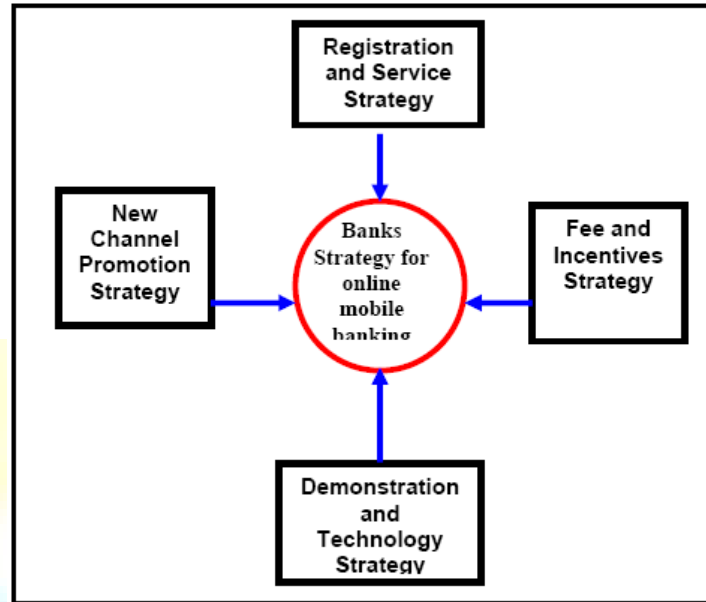 Registration
and Service
Strategy
New
Channel
Promotion
Strategy
Banks
Strategy for
online
mobile
banking
Fee and
Incentives
Strategy
Demonstration
and
Technology
Strategy